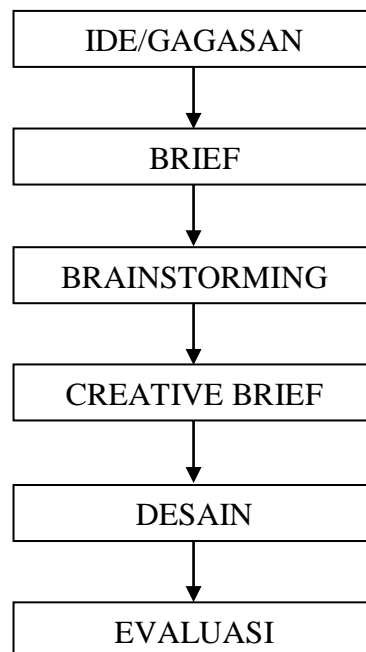 IDE/GAGASAN
BRIEF
BRAINSTORMING
CREATIVE BRIEF
DESAIN
EVALUASI